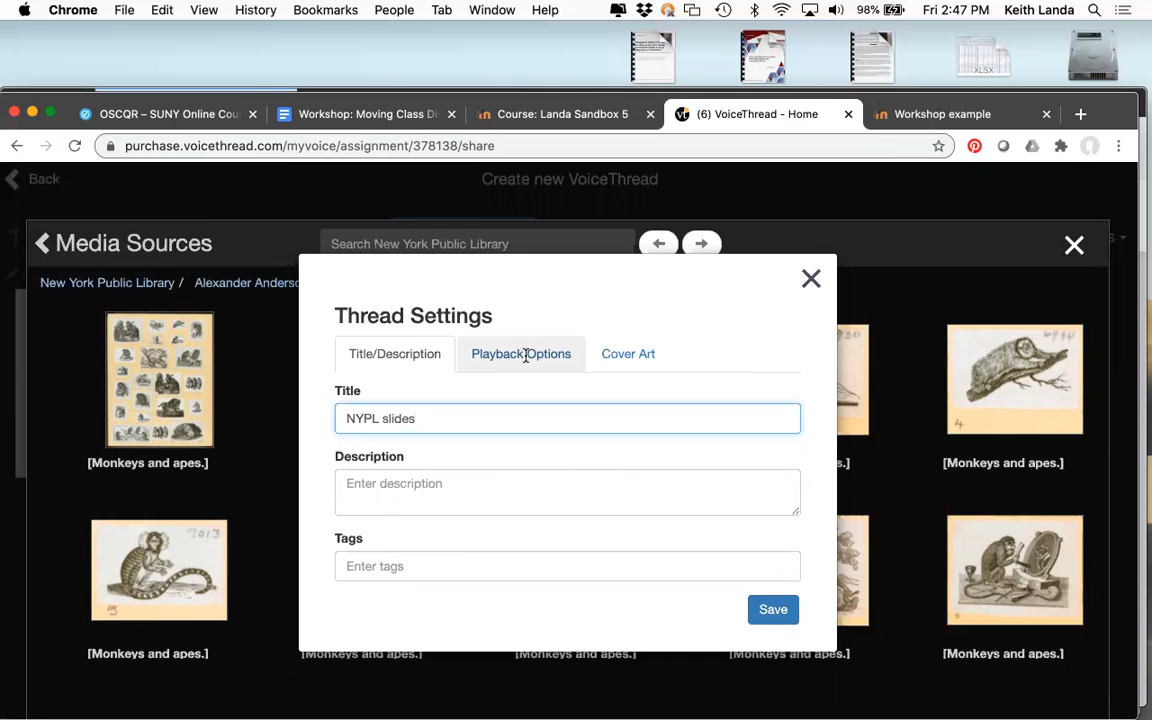 Chrome File Edit View History Bookmarks People Tab Window Help 98% Fri 2:47 PM Keith Landa
XLSX
OSCQR – SUNY Online Cou
Workshop: Moving Class Di
Course: Landa Sandbox 5
(6) VoiceThread - Home
Workshop example
purchase.voicethread.com/myvoice/assignment/378138/share
Back
Create new VoiceThread
Media Sources
Search New York Public Library
New York Public Library / Alexander Anders
Thread Settings
Title/Description
Playback Options
Cover Art
Title
NYPL slides
Description
Enter description
Tags
Enter tags
Save
[Monkeys and apes.]
[Monkeys and apes.]
4
[Monkeys and apes.]
[Monkeys and apes.]
[Monkeys and apes.]
[Monkeys and apes.]
[Monkeys and apes.]